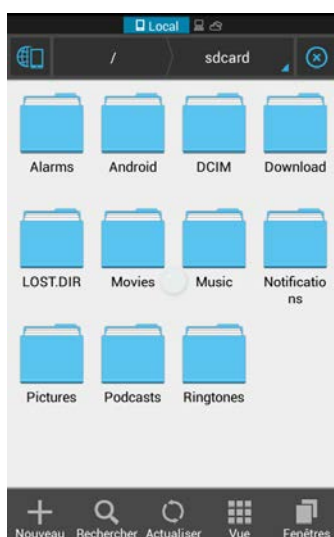 Local
/ sdcard
Alarms Android DCIM Download
LOST.DIR Movies Music Notificatio
ns
Pictures Podcasts Ringtones
Nouveau Rechercher Actualiser Vue Fenêtres